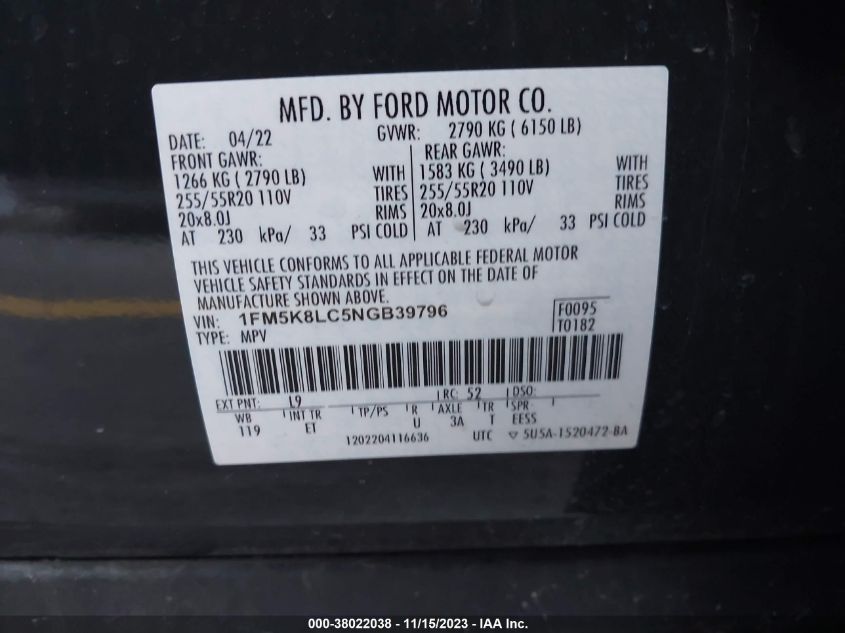 MFD. BY FORD MOTOR CO.
DATE: 04/22 GVWR: 2790 KG ( 6150 LB)
FRONT GAWR: REAR GAWR:
1266 KG ( 2790 LB) WITH 1583 KG ( 3490 LB) WITH
255/55R20 110V TIRES 255/55R20 110V TIRES
20x8.0J RIMS 20x8.0J RIMS
AT 230 kPa/ 33 PSI COLD AT 230 kPa/ 33 PSI COLD
THIS VEHICLE CONFORMS TO ALL APPLICABLE FEDERAL MOTOR
VEHICLE SAFETY STANDARDS IN EFFECT ON THE DATE OF
MANUFACTURE SHOWN ABOVE.
VIN: 1FM5K8LC5NGB39796 F0095
TYPE: MPV T0182
EXT PNT: L9 RC: 52 DSO:
WB INT TR TP/PS R AXLE TR SPR
119 ET U 3A T EESS
1202204116636 UTC ▽ 5U5A-1520472-BA
000-38022038 - 11/15/2023 - IAA Inc.